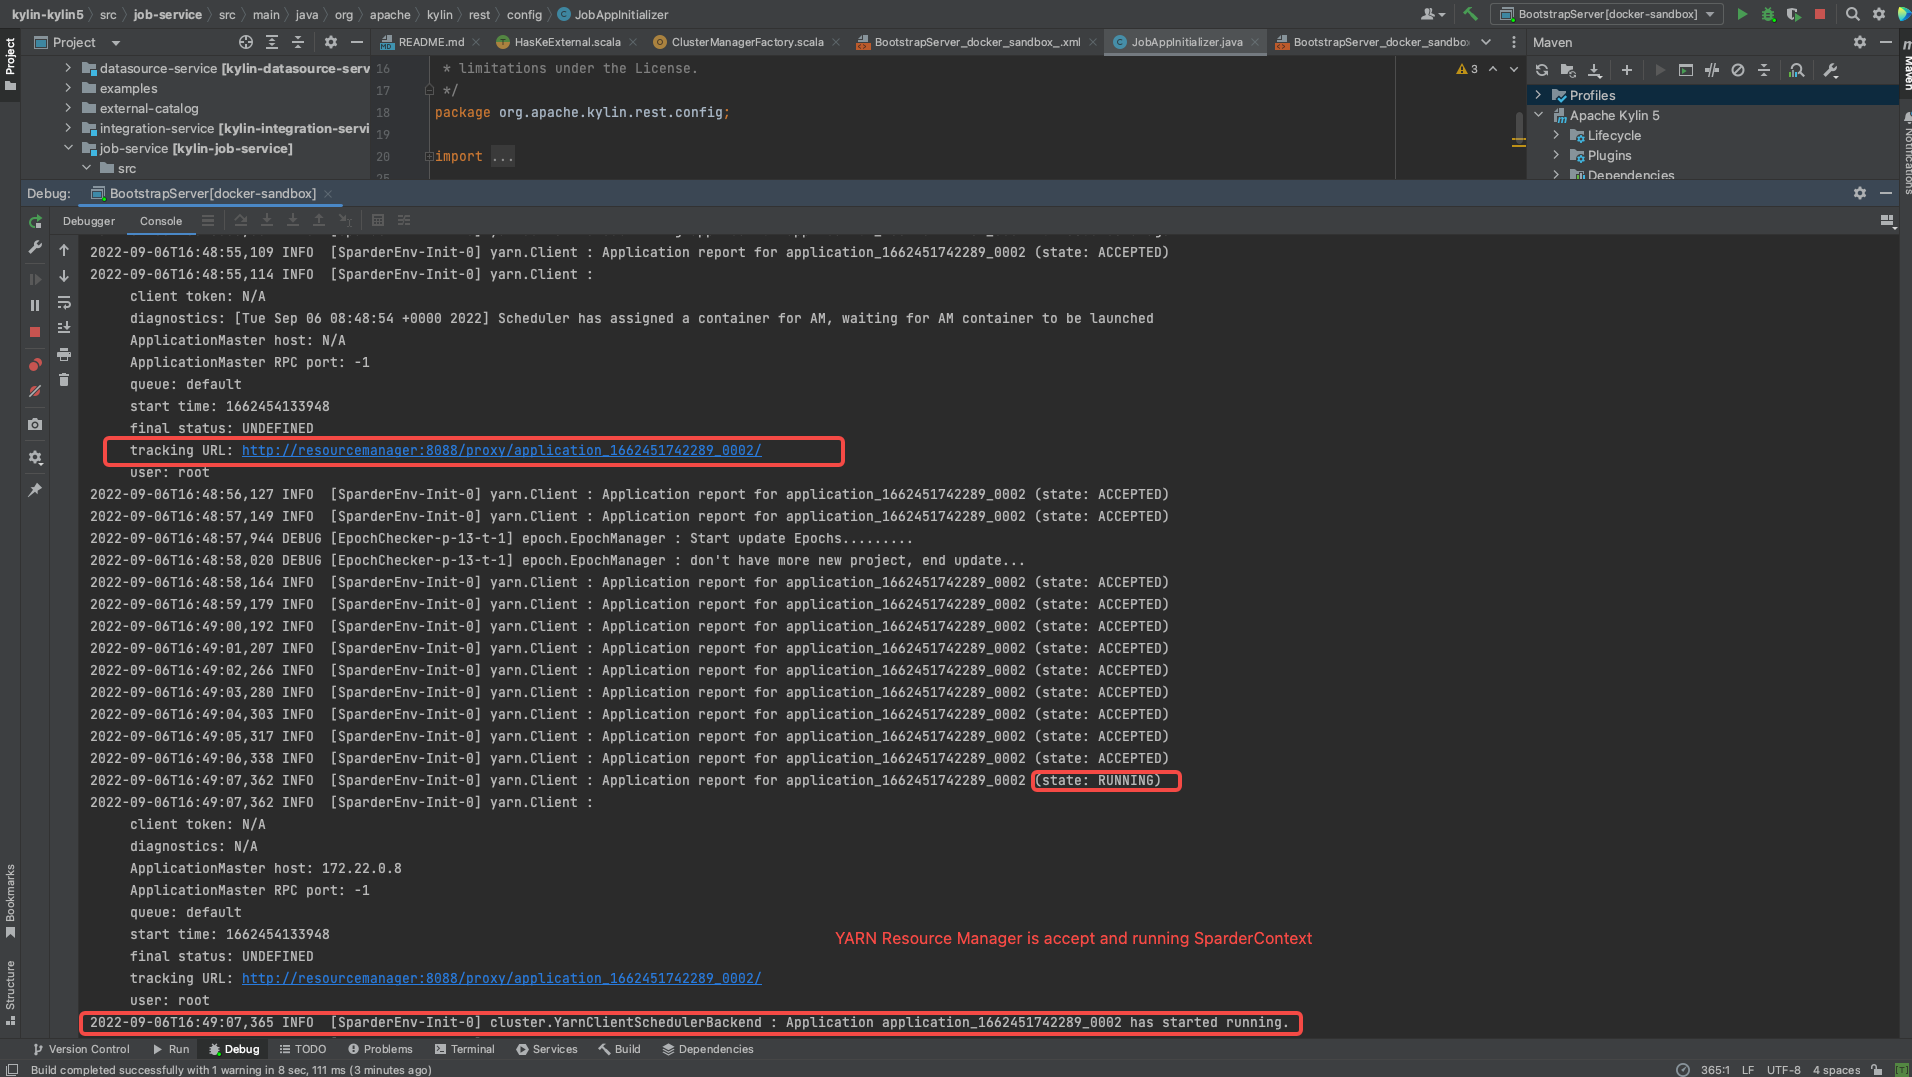 kylin-kylin5 > src > job-service > src > main > java > org > apache > kylin > rest > config > JobAppInitializer
BootstrapServer[docker-sandbox]
Project
README.md
HasKeExternal.scala
ClusterManagerFactory.scala
BootstrapServer_docker_sandbox_.xml
JobAppInitializer.java
BootstrapServer_docker_sandbo
Maven
datasource-service [kylin-datasource-serv
examples
external-catalog
integration-service [kylin-integration-servi
job-service [kylin-job-service]
src
16 * limitations under the License.
17 */
18 package org.apache.kylin.rest.config;
19
20 import ...
25
3
Profiles
Apache Kylin 5
Lifecycle
Plugins
Dependencies
Project
Maven
Notifications
Debug: BootstrapServer[docker-sandbox]
Debugger Console
2022-09-06T16:48:55,109 INFO  [SparderEnv-Init-0] yarn.Client : Application report for application_1662451742289_0002 (state: ACCEPTED)
2022-09-06T16:48:55,114 INFO  [SparderEnv-Init-0] yarn.Client :
client token: N/A
diagnostics: [Tue Sep 06 08:48:54 +0000 2022] Scheduler has assigned a container for AM, waiting for AM container to be launched
ApplicationMaster host: N/A
ApplicationMaster RPC port: -1
queue: default
start time: 1662454133948
final status: UNDEFINED
tracking URL: http://resourcemanager:8088/proxy/application_1662451742289_0002/
user: root
2022-09-06T16:48:56,127 INFO  [SparderEnv-Init-0] yarn.Client : Application report for application_1662451742289_0002 (state: ACCEPTED)
2022-09-06T16:48:57,149 INFO  [SparderEnv-Init-0] yarn.Client : Application report for application_1662451742289_0002 (state: ACCEPTED)
2022-09-06T16:48:57,944 DEBUG [EpochChecker-p-13-t-1] epoch.EpochManager : Start update Epochs.........
2022-09-06T16:48:58,020 DEBUG [EpochChecker-p-13-t-1] epoch.EpochManager : don't have more new project, end update...
2022-09-06T16:48:58,164 INFO  [SparderEnv-Init-0] yarn.Client : Application report for application_1662451742289_0002 (state: ACCEPTED)
2022-09-06T16:48:59,179 INFO  [SparderEnv-Init-0] yarn.Client : Application report for application_1662451742289_0002 (state: ACCEPTED)
2022-09-06T16:49:00,192 INFO  [SparderEnv-Init-0] yarn.Client : Application report for application_1662451742289_0002 (state: ACCEPTED)
2022-09-06T16:49:01,207 INFO  [SparderEnv-Init-0] yarn.Client : Application report for application_1662451742289_0002 (state: ACCEPTED)
2022-09-06T16:49:02,266 INFO  [SparderEnv-Init-0] yarn.Client : Application report for application_1662451742289_0002 (state: ACCEPTED)
2022-09-06T16:49:03,280 INFO  [SparderEnv-Init-0] yarn.Client : Application report for application_1662451742289_0002 (state: ACCEPTED)
2022-09-06T16:49:04,303 INFO  [SparderEnv-Init-0] yarn.Client : Application report for application_1662451742289_0002 (state: ACCEPTED)
2022-09-06T16:49:05,317 INFO  [SparderEnv-Init-0] yarn.Client : Application report for application_1662451742289_0002 (state: ACCEPTED)
2022-09-06T16:49:06,338 INFO  [SparderEnv-Init-0] yarn.Client : Application report for application_1662451742289_0002 (state: ACCEPTED)
2022-09-06T16:49:07,362 INFO  [SparderEnv-Init-0] yarn.Client : Application report for application_1662451742289_0002 (state: RUNNING)
2022-09-06T16:49:07,362 INFO  [SparderEnv-Init-0] yarn.Client :
client token: N/A
diagnostics: N/A
ApplicationMaster host: 172.22.0.8
ApplicationMaster RPC port: -1
queue: default
start time: 1662454133948
YARN Resource Manager is accept and running SparderContext
final status: UNDEFINED
tracking URL: http://resourcemanager:8088/proxy/application_1662451742289_0002/
user: root
2022-09-06T16:49:07,365 INFO  [SparderEnv-Init-0] cluster.YarnClientSchedulerBackend : Application application_1662451742289_0002 has started running.
Bookmarks
Structure
Version Control Run Debug TODO Problems Terminal Services Build Dependencies
Build completed successfully with 1 warning in 8 sec, 111 ms (3 minutes ago)
365:1 LF UTF-8 4 spaces